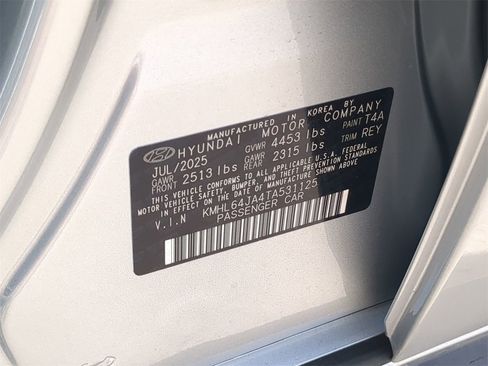 MANUFACTURED IN KOREA BY
HYUNDAI MOTOR COMPANY
JUL/2025 GVWR 4453 lbs PAINT T4A
GAWR FRONT 2513 lbs GAWR REAR 2315 lbs TRIM REY
THIS VEHICLE CONFORMS TO ALL APPLICABLE U.S.A. FEDERAL
MOTOR VEHICLE SAFETY, BUMPER, AND THEFT PREVENTION STANDARDS
IN EFFECT ON THE DATE OF MANUFACTURE SHOWN ABOVE.
V.I.N KMHL64JA4TA531125
PASSENGER CAR